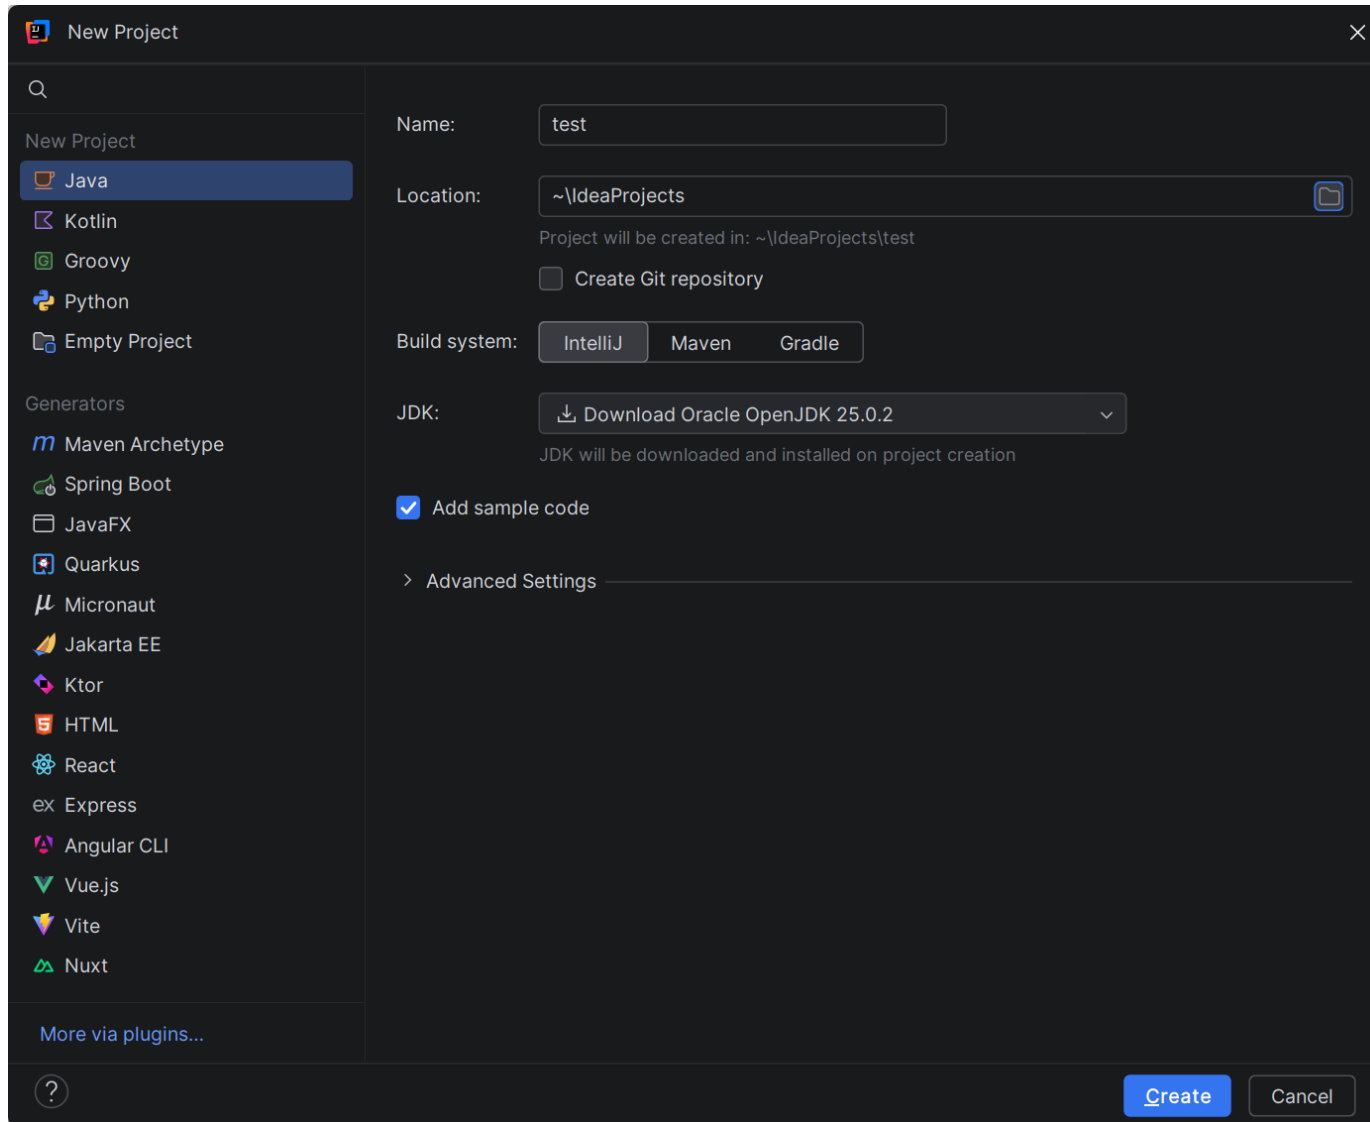 New Project
New Project
Java
Kotlin
Groovy
Python
Empty Project
Generators
Maven Archetype
Spring Boot
JavaFX
Quarkus
Micronaut
Jakarta EE
Ktor
HTML
React
ex Express
Angular CLI
Vue.js
Vite
Nuxt
More via plugins...
Name: test
Location: ~\IdeaProjects
Project will be created in: ~\IdeaProjects\test
Create Git repository
Build system: IntelliJ Maven Gradle
JDK: Download Oracle OpenJDK 25.0.2
JDK will be downloaded and installed on project creation
Add sample code
Advanced Settings
? Create Cancel